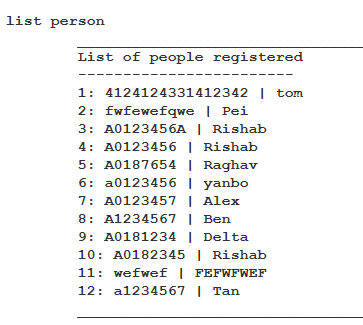 list person
List of people registered
------------------------
1: 4124124331412342 | tom
2: fwfewefqwe | Pei
3: A0123456A | Rishab
4: A0123456 | Rishab
5: A0187654 | Raghav
6: a0123456 | yanbo
7: A0123457 | Alex
8: A1234567 | Ben
9: A0181234 | Delta
10: A0182345 | Rishab
11: wefwef | FEFWFWEF
12: a1234567 | Tan